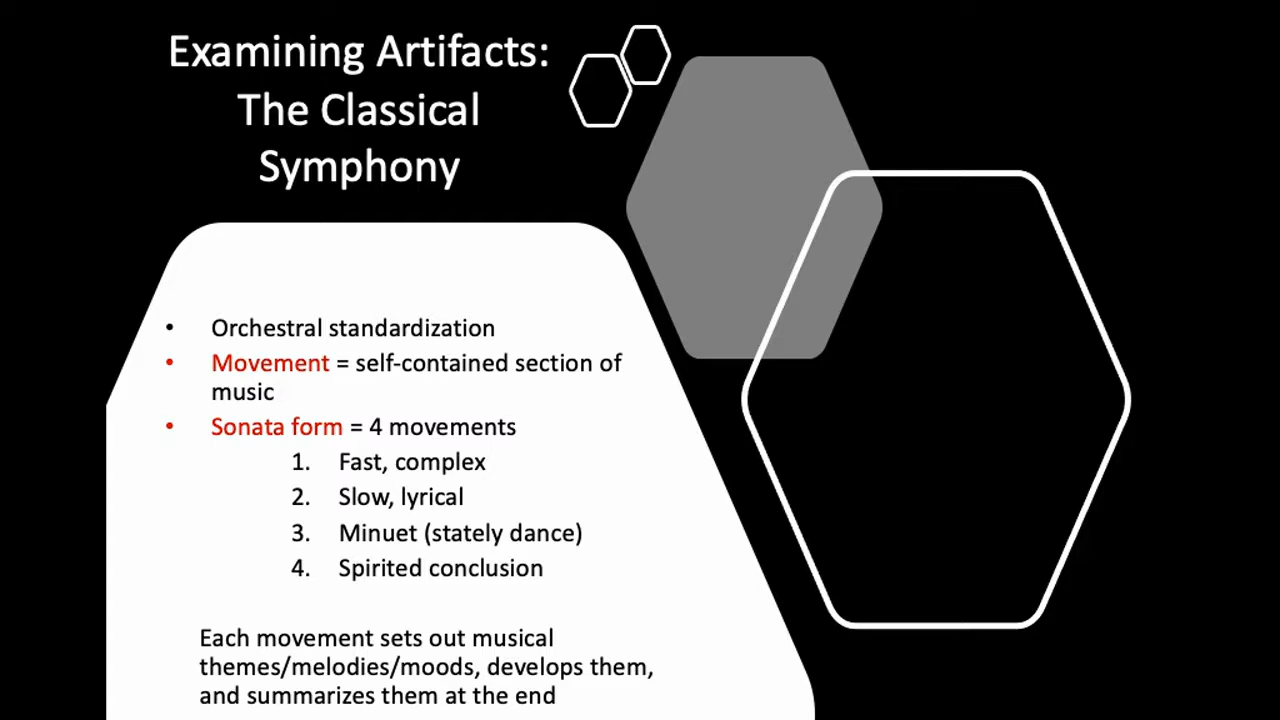 Examining Artifacts:
The Classical
Symphony
• Orchestral standardization
• Movement = self-contained section of
music
• Sonata form = 4 movements
1. Fast, complex
2. Slow, lyrical
3. Minuet (stately dance)
4. Spirited conclusion
Each movement sets out musical
themes/melodies/moods, develops them,
and summarizes them at the end